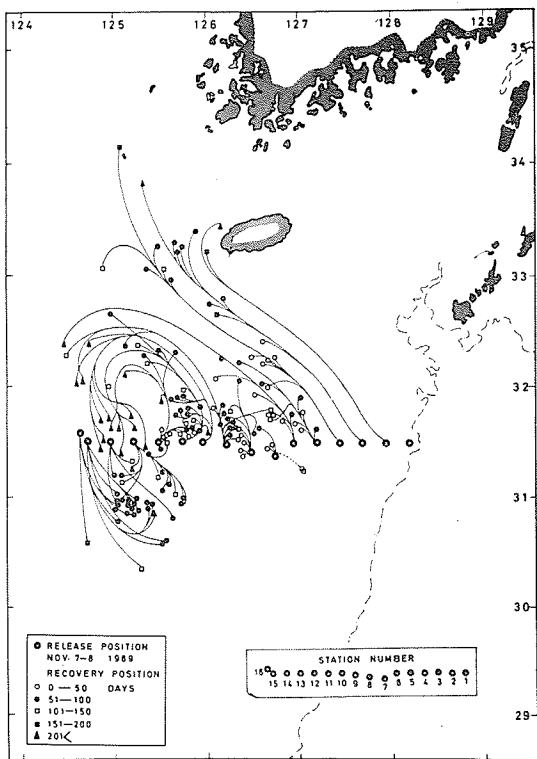 124 125 126 127 128 129
35
34
33
32
31
30
29
RELEASE POSITION
NOV. 7-8 1969
RECOVERY POSITION
0 — 50 DAYS
51—100
101—150
151—200
201<
STATION NUMBER
16 15 14 13 12 11 10 9 8 7 6 5 4 3 2 1